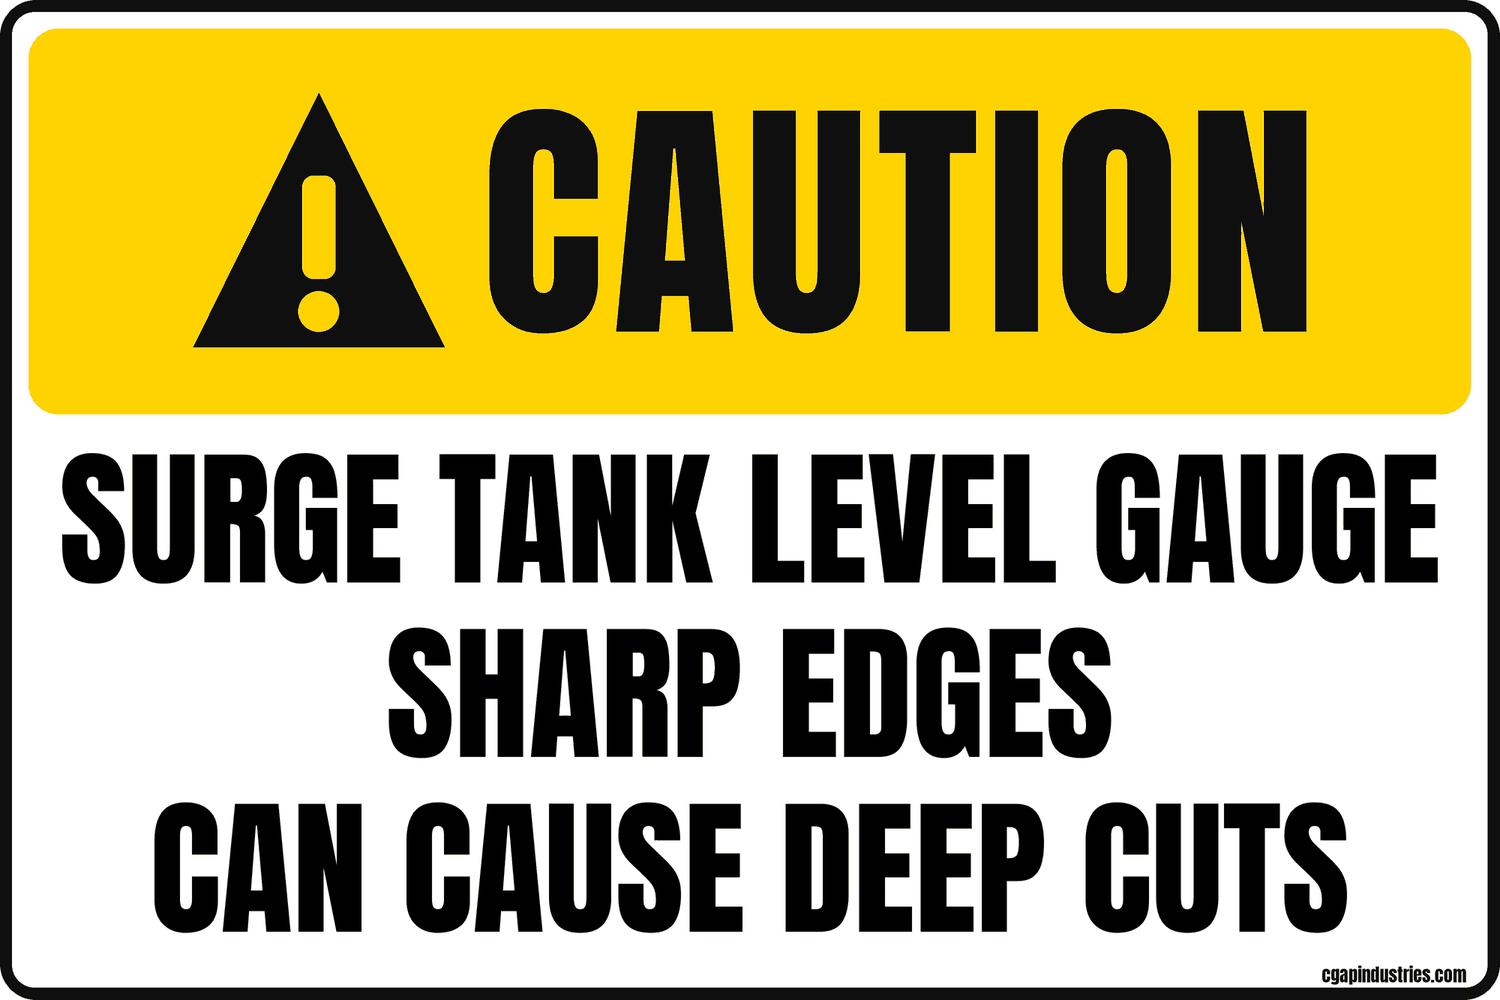 CAUTION
SURGE TANK LEVEL GAUGE
SHARP EDGES
CAN CAUSE DEEP CUTS
cgapindustries.com